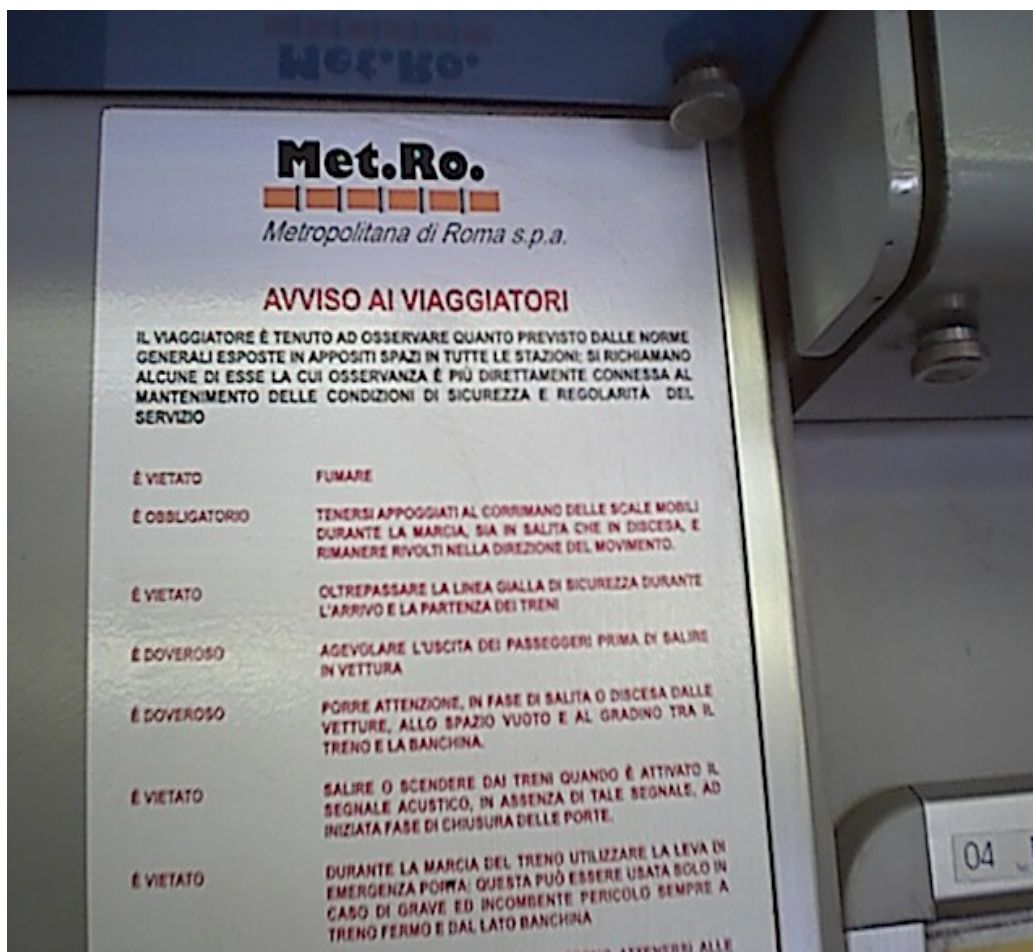 Met.Ro.
Met.Ro.
Metropolitana di Roma s.p.a.
AVVISO AI VIAGGIATORI
IL VIAGGIATORE È TENUTO AD OSSERVARE QUANTO PREVISTO DALLE NORME
GENERALI ESPOSTE IN APPOSITI SPAZI IN TUTTE LE STAZIONI; SI RICHIAMANO
ALCUNE DI ESSE LA CUI OSSERVANZA È PIÙ DIRETTAMENTE CONNESSA AL
MANTENIMENTO DELLE CONDIZIONI DI SICUREZZA E REGOLARITÀ DEL
SERVIZIO
È VIETATO FUMARE
È OBBLIGATORIO TENERSI APPOGGIATI AL CORRIMANO DELLE SCALE MOBILI
DURANTE LA MARCIA, SIA IN SALITA CHE IN DISCESA, E
RIMANERE RIVOLTI NELLA DIREZIONE DEL MOVIMENTO.
È VIETATO OLTREPASSARE LA LINEA GIALLA DI SICUREZZA DURANTE
L'ARRIVO E LA PARTENZA DEI TRENI
È DOVEROSO AGEVOLARE L'USCITA DEI PASSEGGERI PRIMA DI SALIRE
IN VETTURA
È DOVEROSO PORRE ATTENZIONE, IN FASE DI SALITA O DISCESA DALLE
VETTURE, ALLO SPAZIO VUOTO E AL GRADINO TRA IL
TRENO E LA BANCHINA.
È VIETATO SALIRE O SCENDERE DAI TRENI QUANDO È ATTIVATO IL
SEGNALE ACUSTICO, IN ASSENZA DI TALE SEGNALE, AD
INIZIATA FASE DI CHIUSURA DELLE PORTE.
È VIETATO DURANTE LA MARCIA DEL TRENO UTILIZZARE LA LEVA DI
EMERGENZA PORTA; QUESTA PUÒ ESSERE USATA SOLO IN
CASO DI GRAVE ED INCOMBENTE PERICOLO SEMPRE A
TRENO FERMO E DAL LATO BANCHINA
ATTENERSI ALLE
04